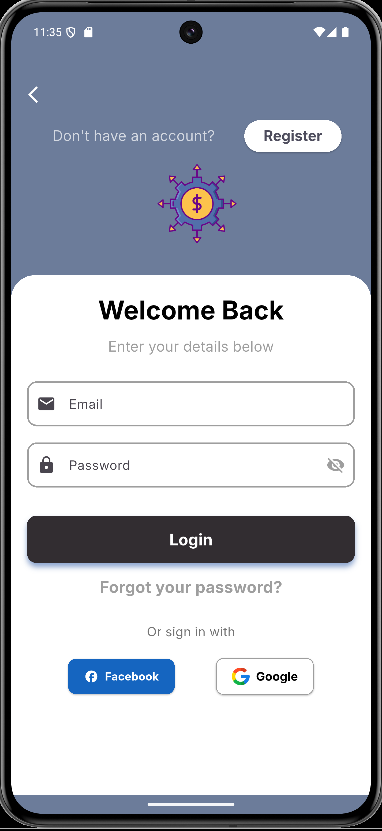 11:35
Don't have an account? Register
$
Welcome Back
Enter your details below
Email
Password
Login
Forgot your password?
Or sign in with
Facebook Google